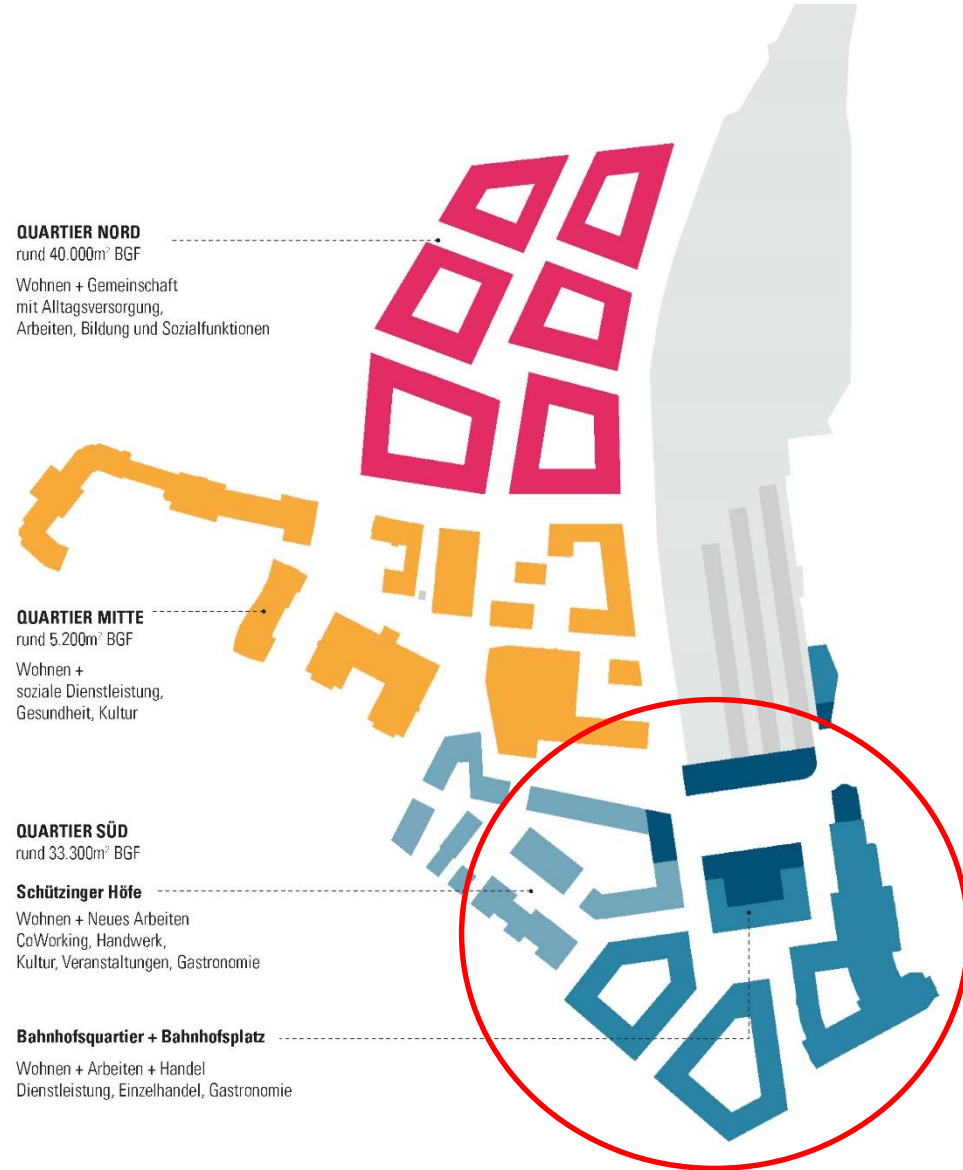 QUARTIER NORD
rund 40.000m² BGF
Wohnen + Gemeinschaft
mit Alltagsversorgung,
Arbeiten, Bildung und Sozialfunktionen
QUARTIER MITTE
rund 5.200m² BGF
Wohnen +
soziale Dienstleistung,
Gesundheit, Kultur
QUARTIER SÜD
rund 33.300m² BGF
Schützinger Höfe
Wohnen + Neues Arbeiten
CoWorking, Handwerk,
Kultur, Veranstaltungen, Gastronomie
Bahnhofsquartier + Bahnhofsplatz
Wohnen + Arbeiten + Handel
Dienstleistung, Einzelhandel, Gastronomie